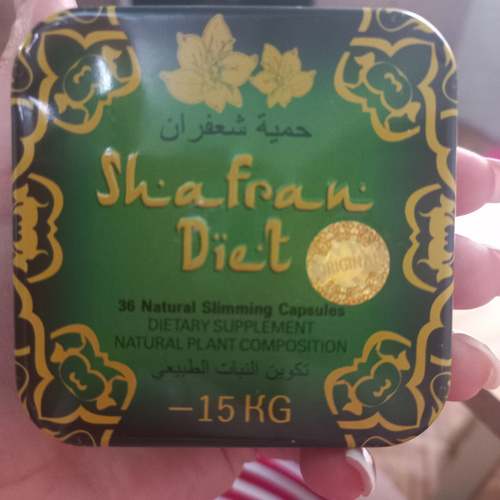 حمية شعفران
Shafran
Diet
ORIGINAL
36 Natural Slimming Capsules
DIETARY SUPPLEMENT
NATURAL PLANT COMPOSITION
تكوين النبات الطبيعي
-15 KG